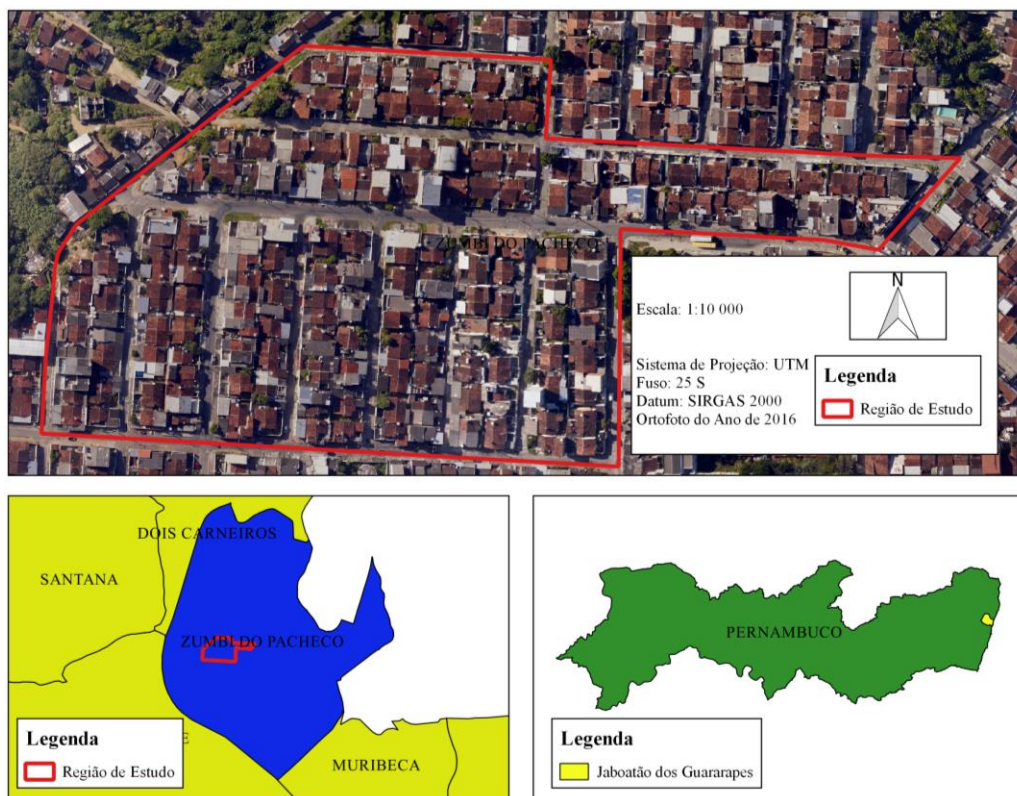 ZUMBI DO PACHECO
N
Escala: 1:10 000
Sistema de Projeção: UTM
Fuso: 25 S
Datum: SIRGAS 2000
Ortofoto do Ano de 2016
Legenda
Região de Estudo
DOIS CARNEIROS
SANTANA
ZUMBI DO PACHECO
E
MURIBECA
Legenda
Região de Estudo
PERNAMBUCO
Legenda
Jaboatão dos Guararapes